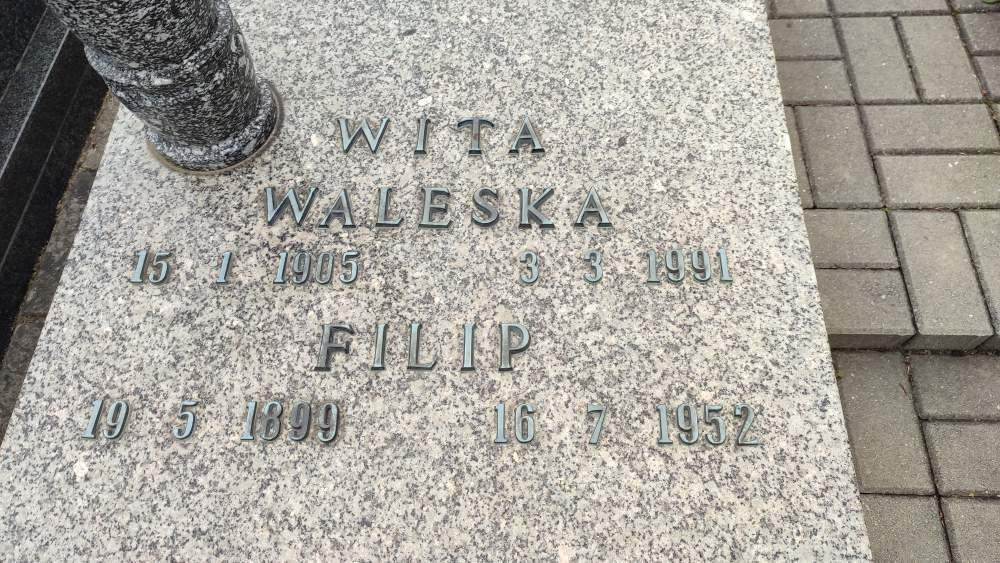 WITA
WALESKA
15 1 1905 3 3 1991
FILIP
19 5 1899 16 7 1952